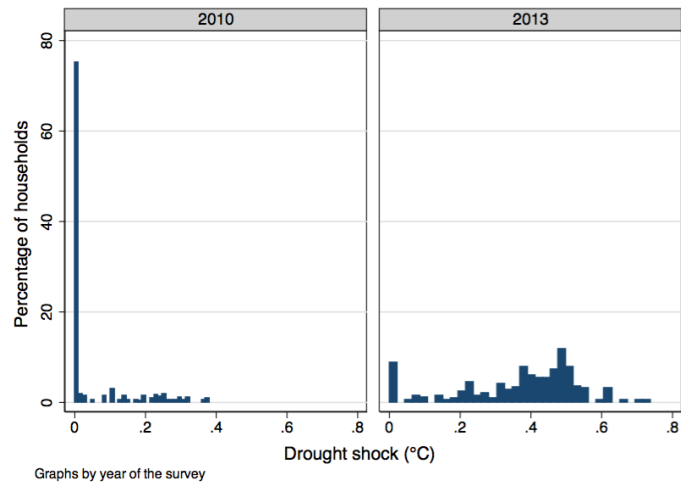 2010 2013
80
60
40
20
0
Percentage of households
0 .2 .4 .6 .8 0 .2 .4 .6 .8
Drought shock (°C)
Graphs by year of the survey